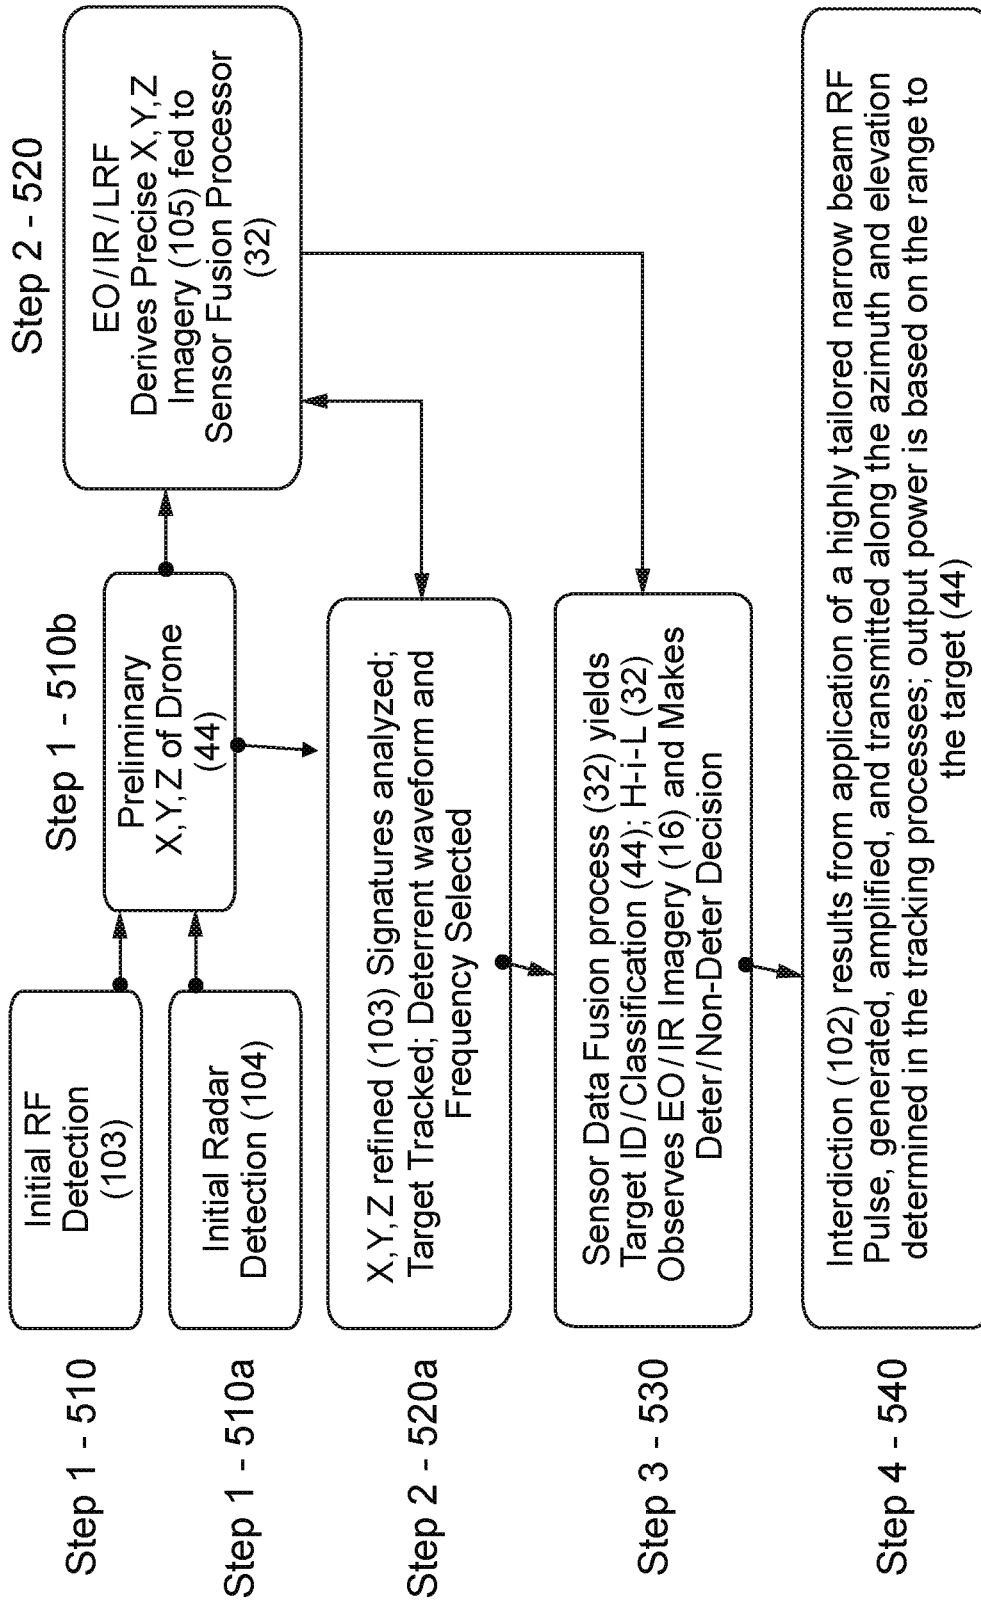 Step 1 - 510
Initial RF
Detection
(103)
Step 1 - 510a
Initial Radar
Detection (104)
Step 1 - 510b
Preliminary
X,Y,Z of Drone
(44)
Step 2 - 520
EO/IR/LRF
Derives Precise X,Y,Z
Imagery (105) fed to
Sensor Fusion Processor
(32)
Step 2 - 520a
X,Y,Z refined (103) Signatures analyzed;
Target Tracked; Deterrent waveform and
Frequency Selected
Step 3 - 530
Sensor Data Fusion process (32) yields
Target ID/Classification (44); H-i-L (32)
Observes EO/IR Imagery (16) and Makes
Deter/Non-Deter Decision
Step 4 - 540
Interdiction (102) results from application of a highly tailored narrow beam RF
Pulse, generated, amplified, and transmitted along the azimuth and elevation
determined in the tracking processes; output power is based on the range to
the target (44)